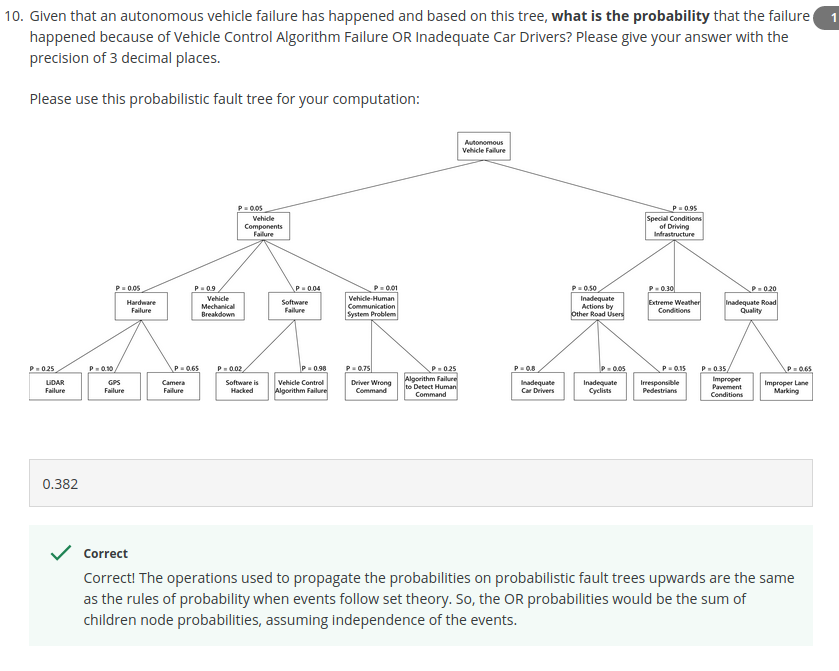 10. Given that an autonomous vehicle failure has happened and based on this tree, what is the probability that the failure
1
happened because of Vehicle Control Algorithm Failure OR Inadequate Car Drivers? Please give your answer with the
precision of 3 decimal places.
Please use this probabilistic fault tree for your computation:
Autonomous
Vehicle Failure
P = 0.05
Vehicle
Components
Failure
P = 0.95
Special Conditions
of Driving
Infrastructure
P = 0.05
Hardware
Failure
P = 0.9
Vehicle
Mechanical
Breakdown
P = 0.04
Software
Failure
P = 0.01
Vehicle-Human
Communication
System Problem
P = 0.50
Inadequate
Actions by
Other Road Users
P = 0.30
Extreme Weather
Conditions
P = 0.20
Inadequate Road
Quality
P = 0.25
LiDAR
Failure
P = 0.10
GPS
Failure
P = 0.65
Camera
Failure
P = 0.02
Software is
Hacked
P = 0.98
Vehicle Control
Algorithm Failure
P = 0.75
Driver Wrong
Command
P = 0.25
Algorithm Failure
to Detect Human
Command
P = 0.8
Inadequate
Car Drivers
P = 0.05
Inadequate
Cyclists
P = 0.15
Irresponsible
Pedestrians
P = 0.35
Improper
Pavement
Conditions
P = 0.65
Improper Lane
Marking
0.382
Correct
Correct! The operations used to propagate the probabilities on probabilistic fault trees upwards are the same
as the rules of probability when events follow set theory. So, the OR probabilities would be the sum of
children node probabilities, assuming independence of the events.